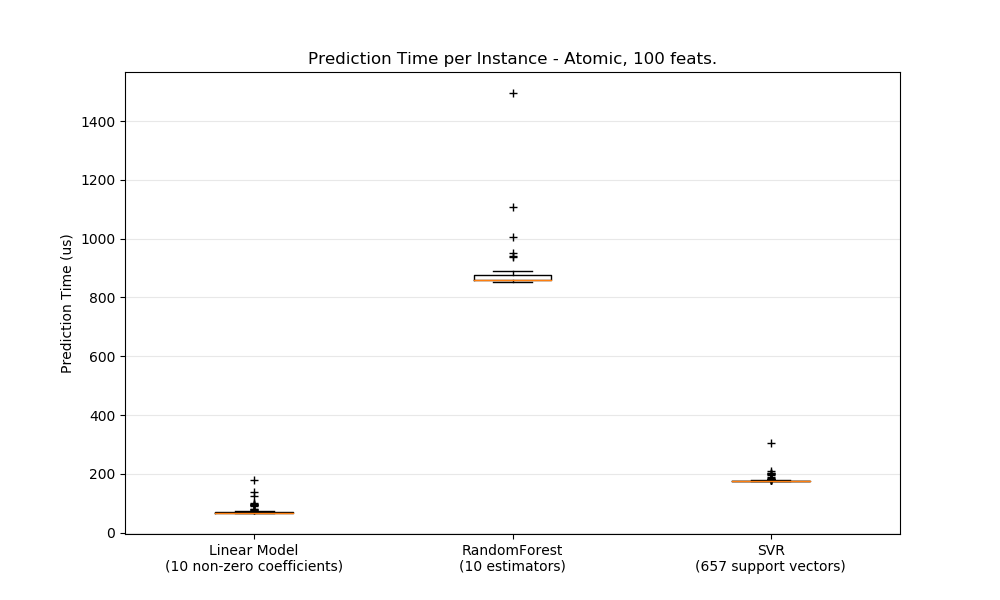 Prediction Time per Instance - Atomic, 100 feats.
Prediction Time (us)
1400
1200
1000
800
600
400
200
0
Linear Model
(10 non-zero coefficients)
RandomForest
(10 estimators)
SVR
(657 support vectors)